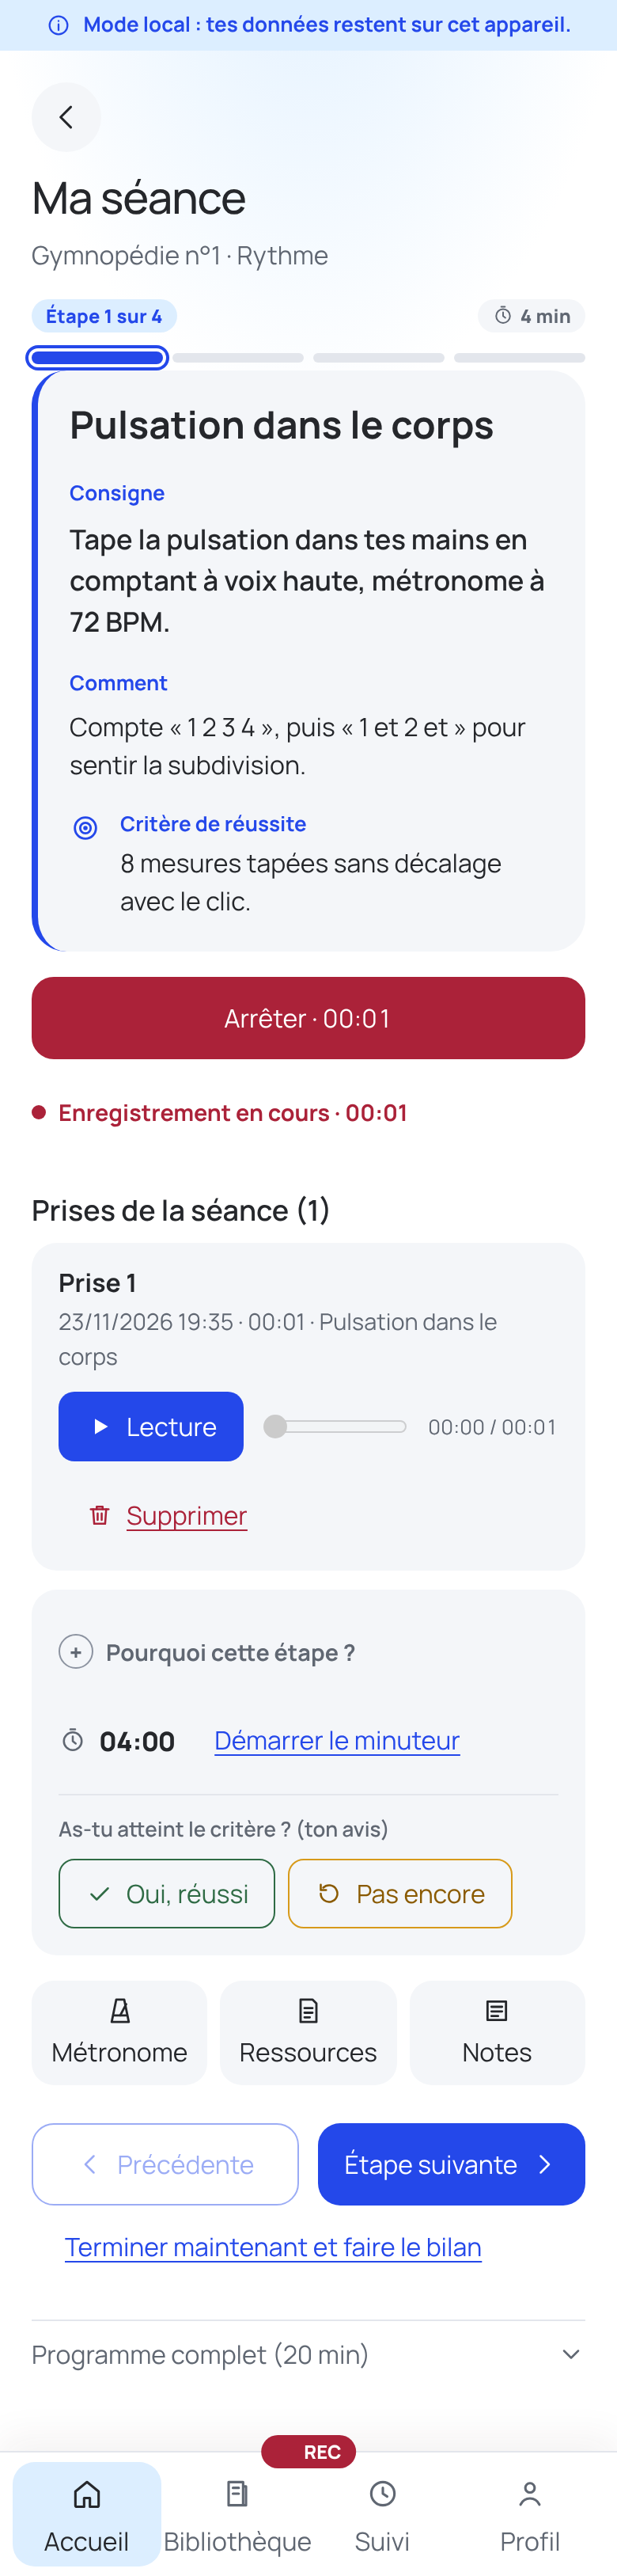 Mode local : tes données restent sur cet appareil.
Ma séance
Gymnopédie n°1 · Rythme
Étape 1 sur 4
4 min
Pulsation dans le corps
Consigne
Tape la pulsation dans tes mains en
comptant à voix haute, métronome à
72 BPM.
Comment
Compte « 1 2 3 4 », puis « 1 et 2 et » pour
sentir la subdivision.
Critère de réussite
8 mesures tapées sans décalage
avec le clic.
Arrêter · 00:01
Enregistrement en cours · 00:01
Prises de la séance (1)
Prise 1
23/11/2026 19:35 · 00:01 · Pulsation dans le
corps
Lecture
00:00 / 00:01
Supprimer
Pourquoi cette étape ?
04:00
Démarrer le minuteur
As-tu atteint le critère ? (ton avis)
Oui, réussi
Pas encore
Métronome
Ressources
Notes
Précédente
Étape suivante
Terminer maintenant et faire le bilan
Programme complet (20 min)
REC
Accueil
Bibliothèque
Suivi
Profil